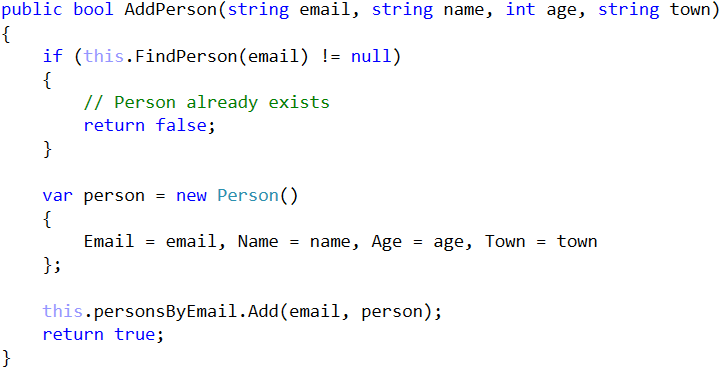 public bool AddPerson(string email, string name, int age, string town)
{
    if (this.FindPerson(email) != null)
    {
        // Person already exists
        return false;
    }

    var person = new Person()
    {
        Email = email, Name = name, Age = age, Town = town
    };

    this.personsByEmail.Add(email, person);
    return true;
}